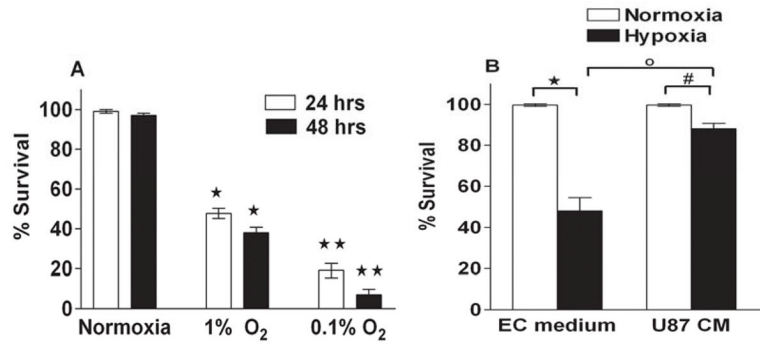 A
24 hrs
48 hrs
% Survival
100
80
60
40
20
0
★
★
★★
★★
Normoxia 1% O₂ 0.1% O₂
Normoxia
Hypoxia
B
★
o
#
% Survival
100
80
60
40
20
0
EC medium U87 CM